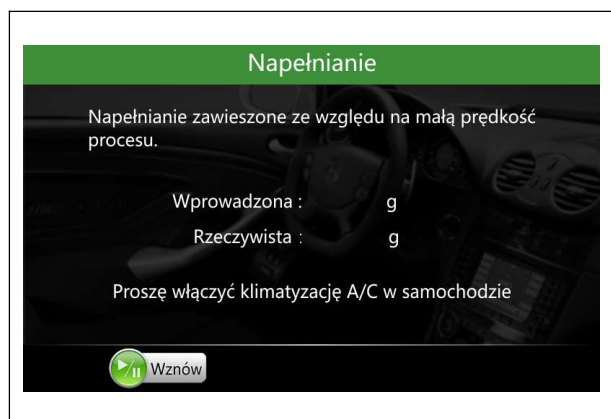 Napełnianie
Napełnianie zawieszone ze względu na małą prędkość
procesu.
Wprowadzona : g
Rzeczywista : g
Proszę włączyć klimatyzację A/C w samochodzie
Wznów